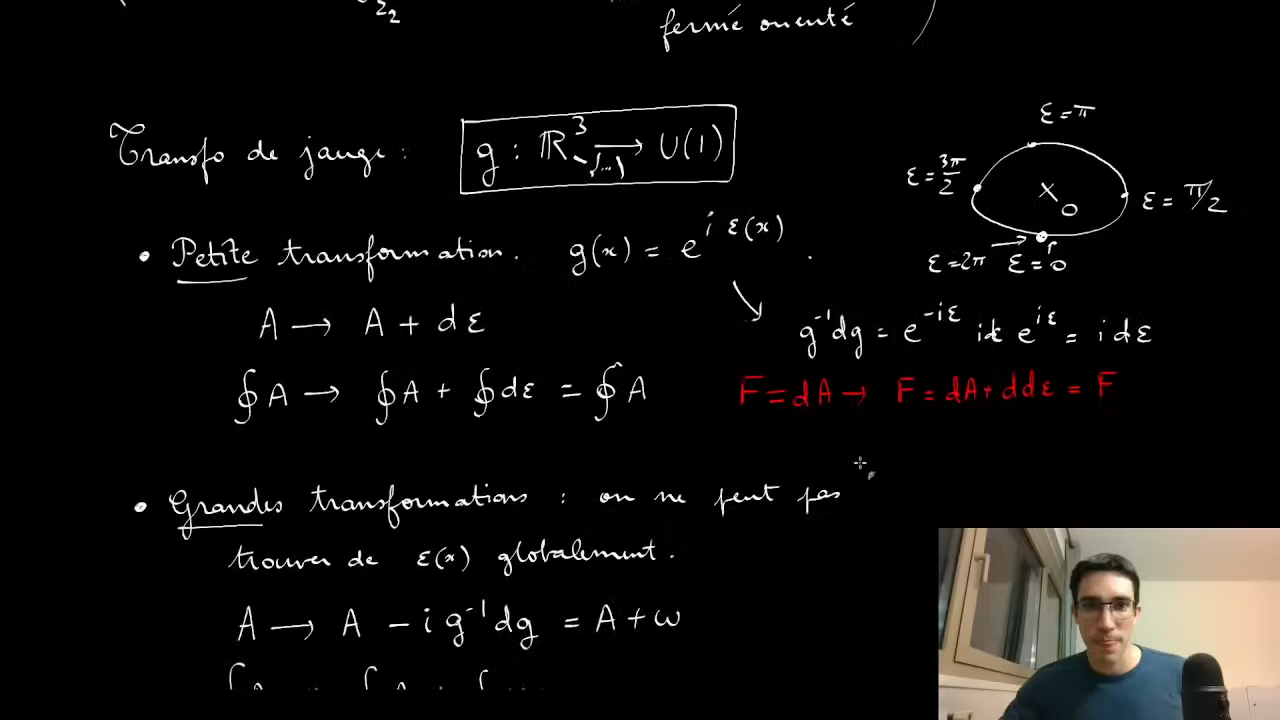 Σ₂
fermé orienté )
Transfo de jauge : g : ℝ³ \{...} → U(1)
ε = π
ε = 3π/2
O
ε = π/2
r
ε = 2π → ε = 0
• Petite transformation. g(x) = e^{i ε(x)} .
A → A + dε
g⁻¹dg = e^{-iε} idε e^{iε} = i dε
∮A → ∮A + ∮dε = ∮A
F = dA → F = dA + ddε = F
• Grandes transformations : on ne peut pas
trouver de ε(x) globalement.
A → A - i g⁻¹dg = A + ω